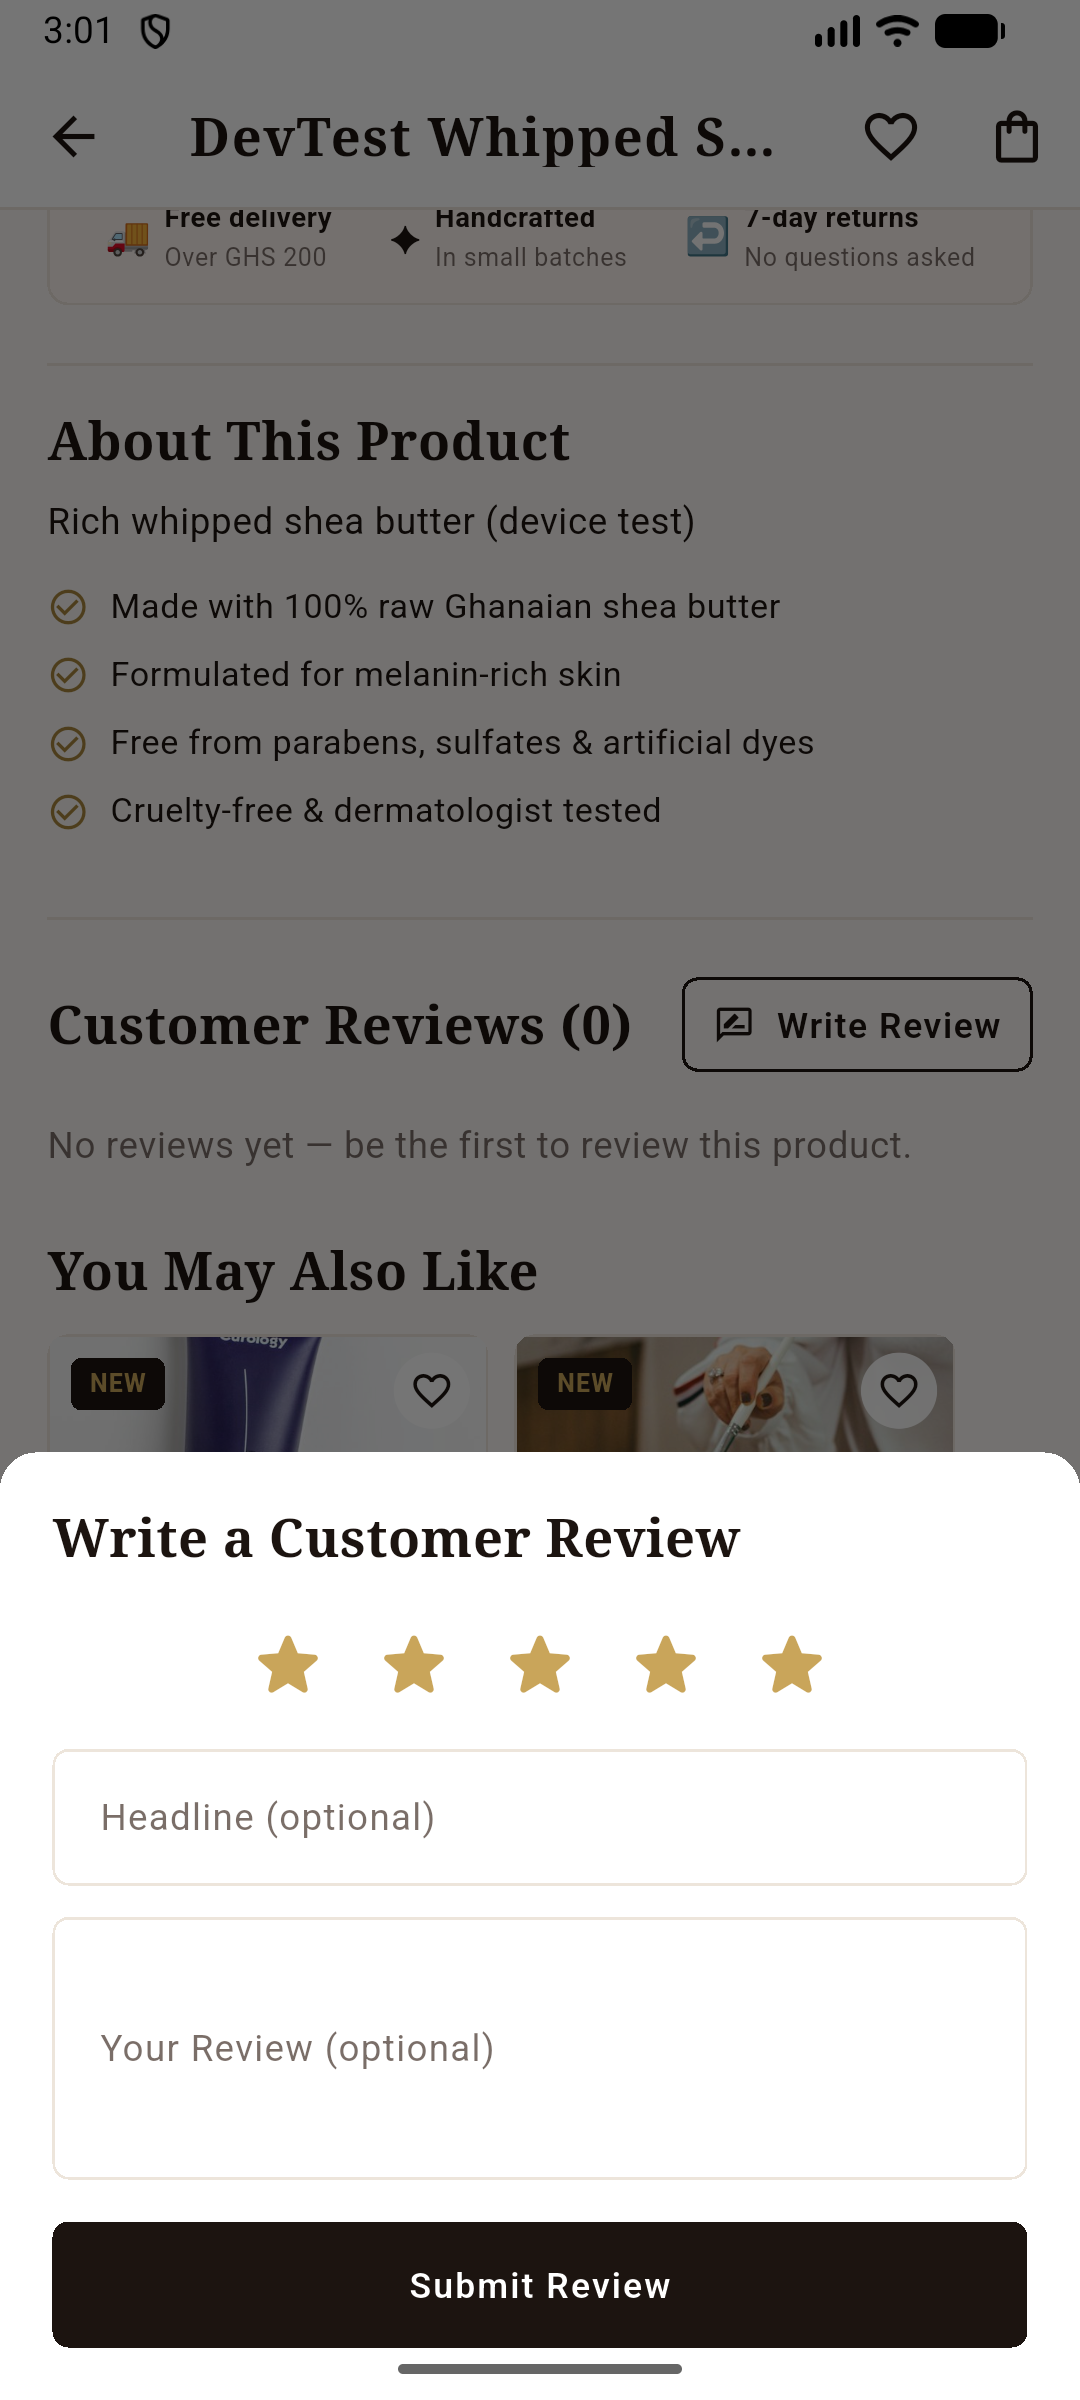 3:01
DevTest Whipped S...
Free delivery
Over GHS 200
Handcrafted
In small batches
7-day returns
No questions asked
About This Product
Rich whipped shea butter (device test)
Made with 100% raw Ghanaian shea butter
Formulated for melanin-rich skin
Free from parabens, sulfates & artificial dyes
Cruelty-free & dermatologist tested
Customer Reviews (0)
Write Review
No reviews yet — be the first to review this product.
You May Also Like
Curology
NEW
NEW
Write a Customer Review
Headline (optional)
Your Review (optional)
Submit Review